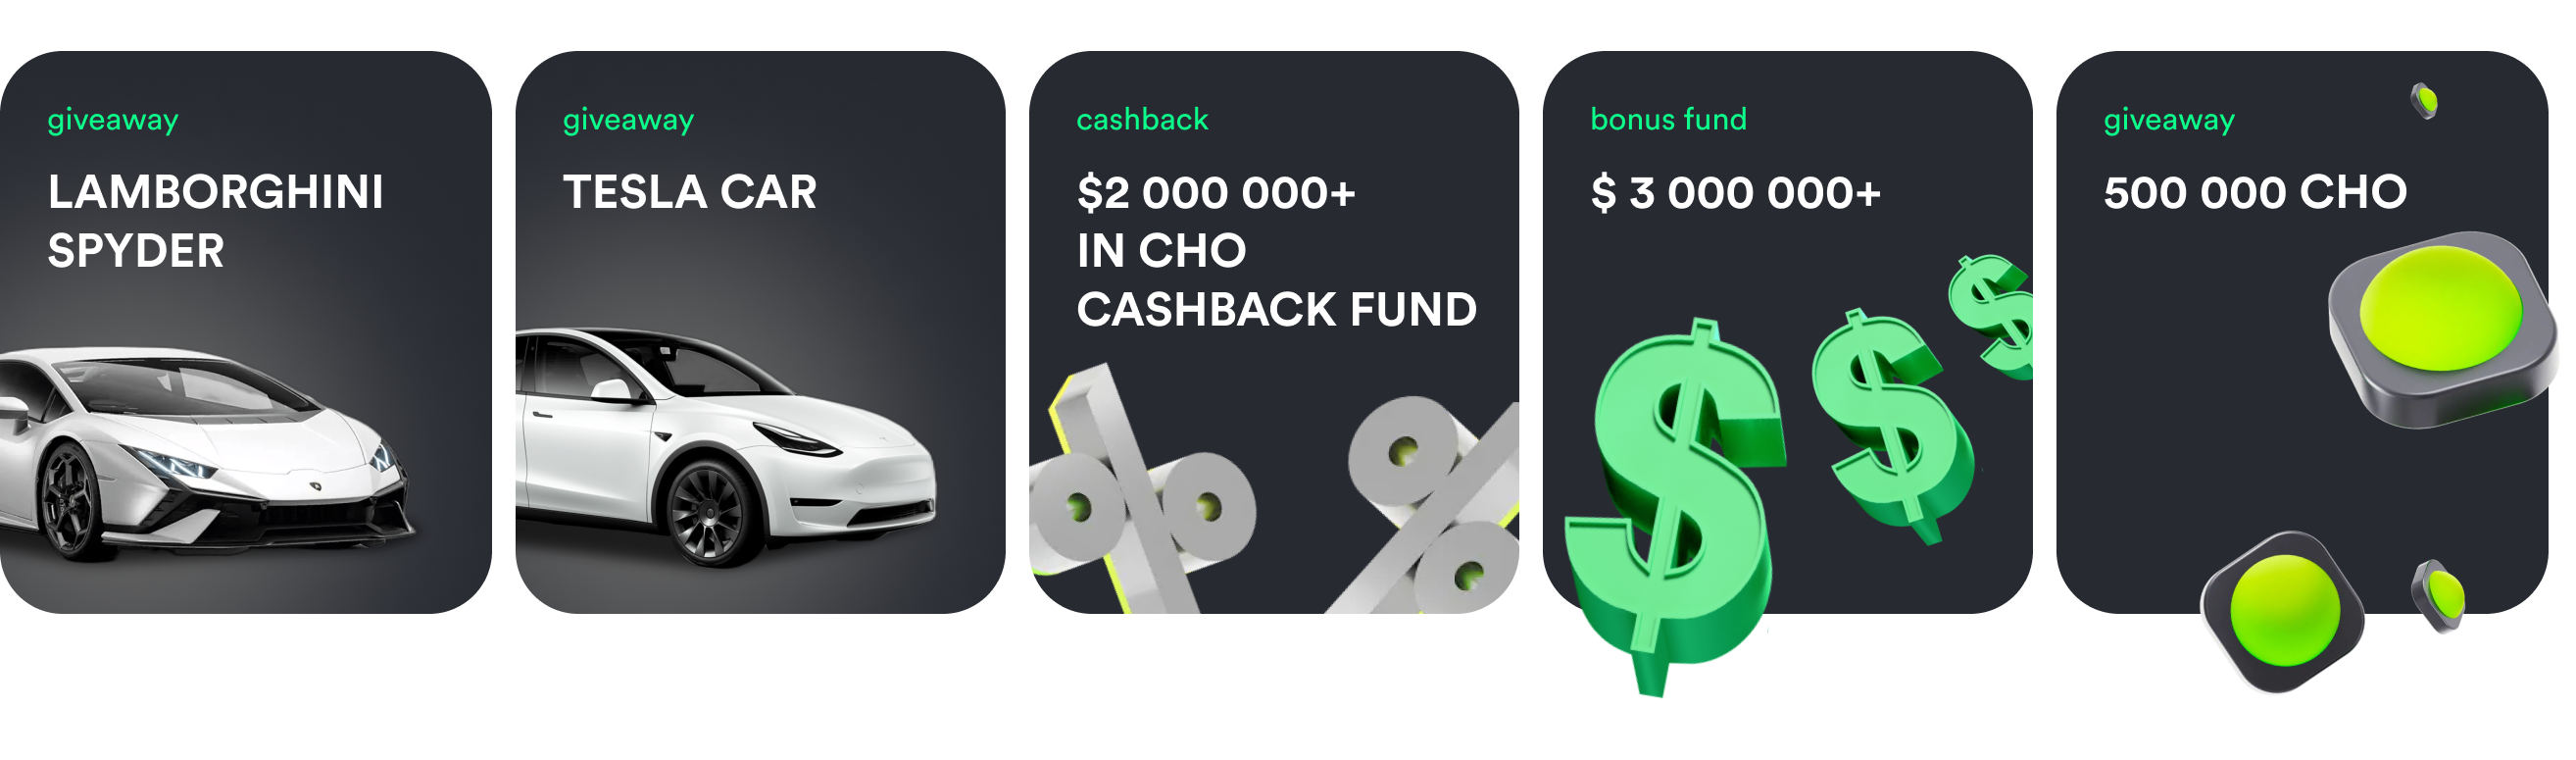 giveaway
LAMBORGHINI
SPYDER
giveaway
TESLA CAR
cashback
$2 000 000+
IN CHO
CASHBACK FUND
bonus fund
$ 3 000 000+
giveaway
500 000 CHO